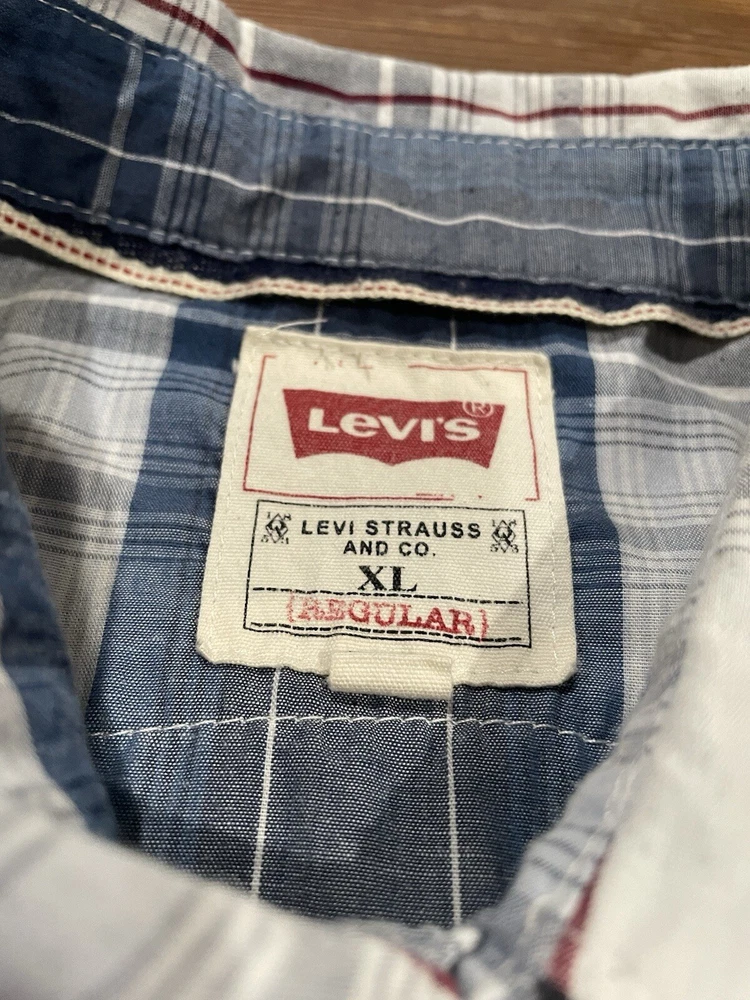 LEVI'S®
LEVI STRAUSS
AND CO.
XL
[REGULAR]